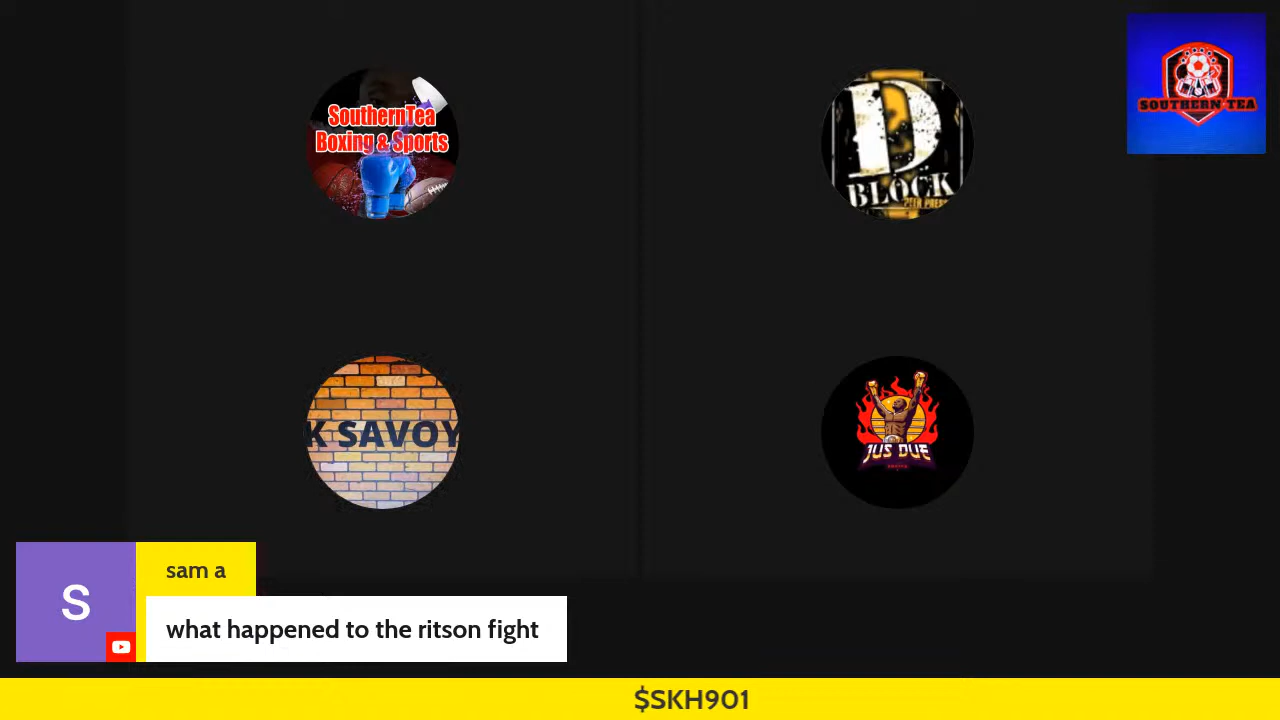 SouthernTea
Boxing & Sports
D
BLOCK
SOUTHERN TEA
K SAVOY
JUS DUE
S
sam a
what happened to the ritson fight
$SKH901